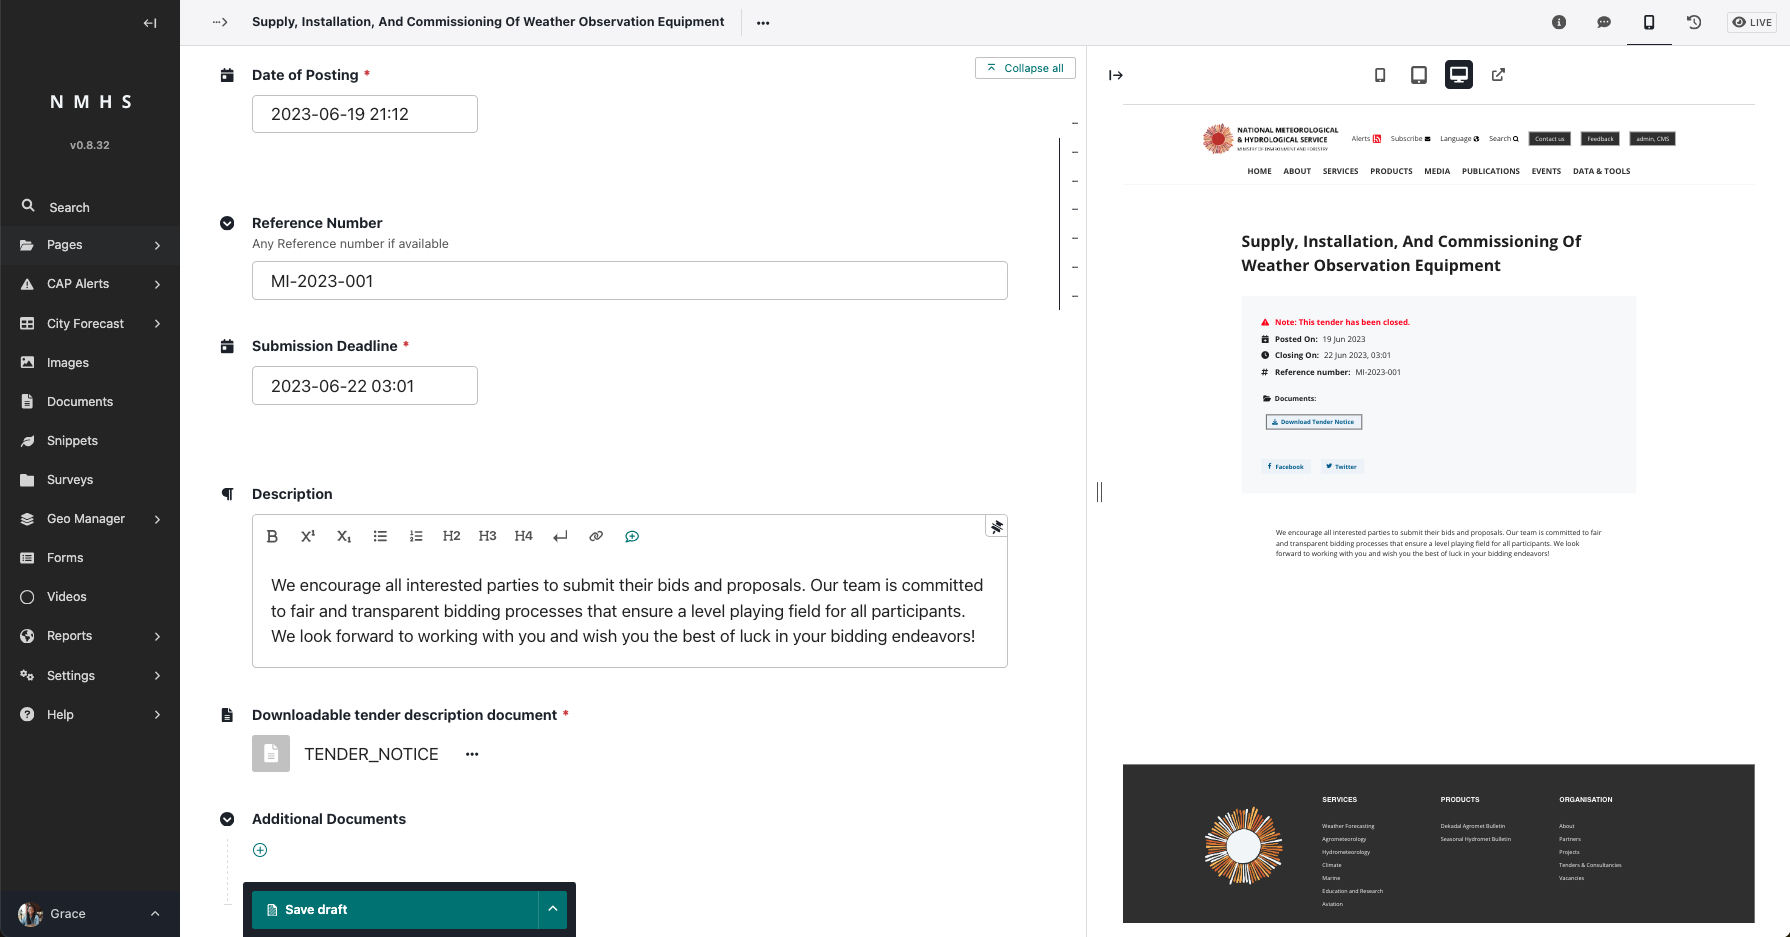 NMHS
v0.8.32
Search
Pages
CAP Alerts
City Forecast
Images
Documents
Snippets
Surveys
Geo Manager
Forms
Videos
Reports
Settings
Help
Grace
Supply, Installation, And Commissioning Of Weather Observation Equipment
LIVE
Collapse all
Date of Posting *
2023-06-19 21:12
Reference Number
Any Reference number if available
MI-2023-001
Submission Deadline *
2023-06-22 03:01
Description
B X¹ X₁ H2 H3 H4
We encourage all interested parties to submit their bids and proposals. Our team is committed
to fair and transparent bidding processes that ensure a level playing field for all participants.
We look forward to working with you and wish you the best of luck in your bidding endeavors!
Downloadable tender description document *
TENDER_NOTICE
Additional Documents
Save draft
NATIONAL METEOROLOGICAL
& HYDROLOGICAL SERVICE
MINISTRY OF ENVIRONMENT AND FORESTRY
Alerts Subscribe Language Search Contact us Feedback admin, CMS
HOME ABOUT SERVICES PRODUCTS MEDIA PUBLICATIONS EVENTS DATA & TOOLS
Supply, Installation, And Commissioning Of
Weather Observation Equipment
Note: This tender has been closed.
Posted On: 19 Jun 2023
Closing On: 22 Jun 2023, 03:01
# Reference number: MI-2023-001
Documents:
Download Tender Notice
Facebook Twitter
We encourage all interested parties to submit their bids and proposals. Our team is committed to fair
and transparent bidding processes that ensure a level playing field for all participants. We look
forward to working with you and wish you the best of luck in your bidding endeavors!
SERVICES
Weather Forecasting
Agrometeorology
Hydrometeorology
Climate
Marine
Education and Research
Aviation
PRODUCTS
Dekadal Agromet Bulletin
Seasonal Hydromet Bulletin
ORGANISATION
About
Partners
Projects
Tenders & Consultancies
Vacancies